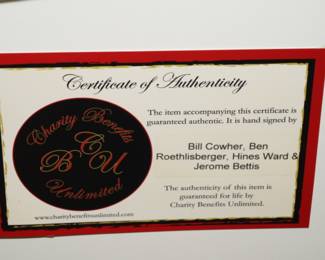 Certificate of Authenticity
Charity Benefits
CBU
Unlimited
www.charitybenefitsunlimited.com
The item accompanying this certificate is
guaranteed authentic. It is hand signed by
Bill Cowher, Ben
Roethlisberger, Hines Ward &
Jerome Bettis
The authenticity of this item is
guaranteed for life by
Charity Benefits Unlimited.